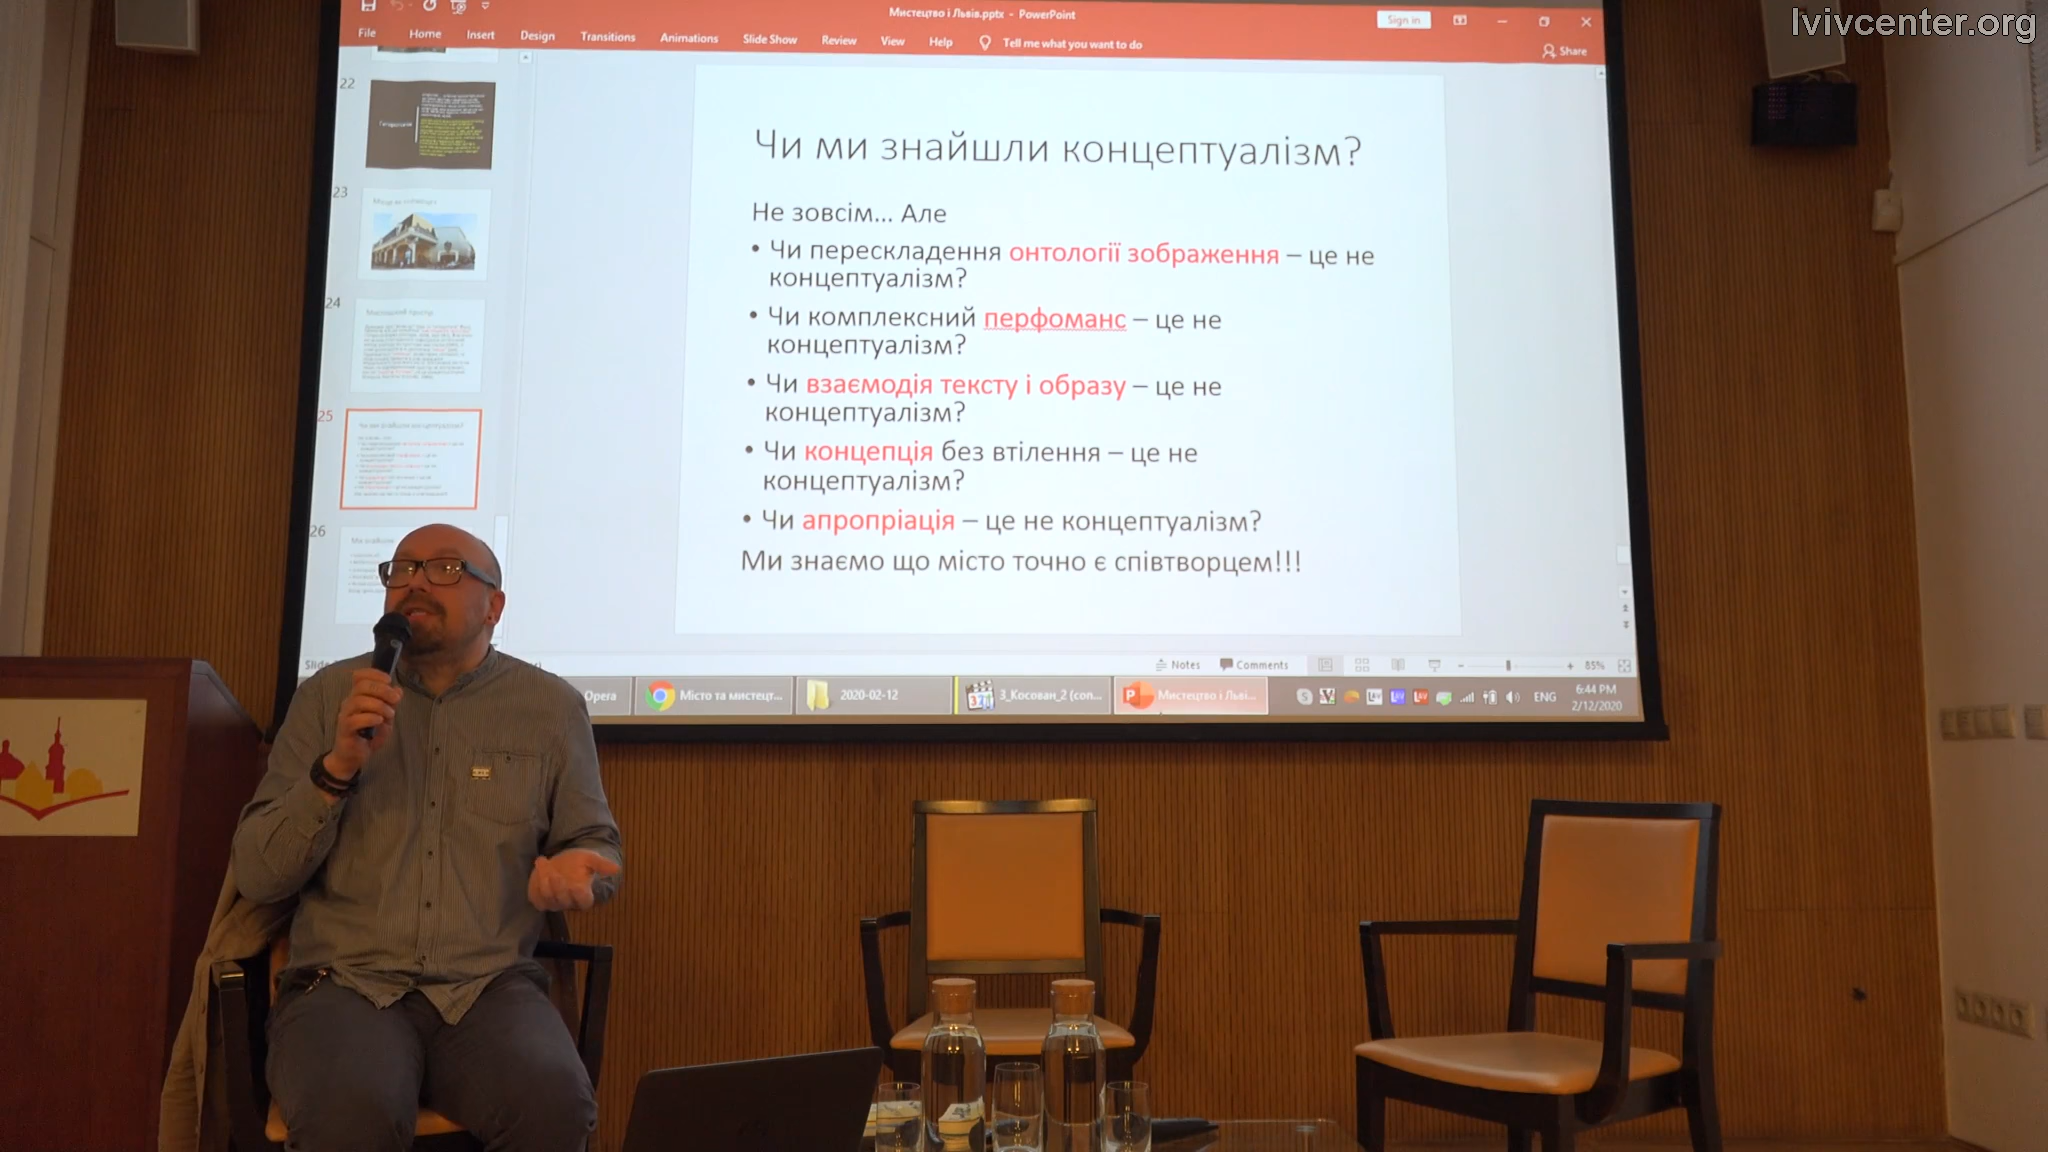 lvivcenter.org
Мистецтво і Львів.pptx - PowerPoint
Sign in
File Home Insert Design Transitions Animations Slide Show Review View Help Tell me what you want to do
Share
22
23
24
25
26
Чи ми знайшли концептуалізм?
Не зовсім... Але
• Чи перескладення онтології зображення – це не
концептуалізм?
• Чи комплексний перфоманс – це не
концептуалізм?
• Чи взаємодія тексту і образу – це не
концептуалізм?
• Чи концепція без втілення – це не
концептуалізм?
• Чи апропріація – це не концептуалізм?
Ми знаємо що місто точно є співтворцем!!!
Notes Comments 85%
Opera Місто та мистецт... 2020-02-12 3_Косован_2 (con... Мистецтво і Льві... ENG 6:44 PM
2/12/2020